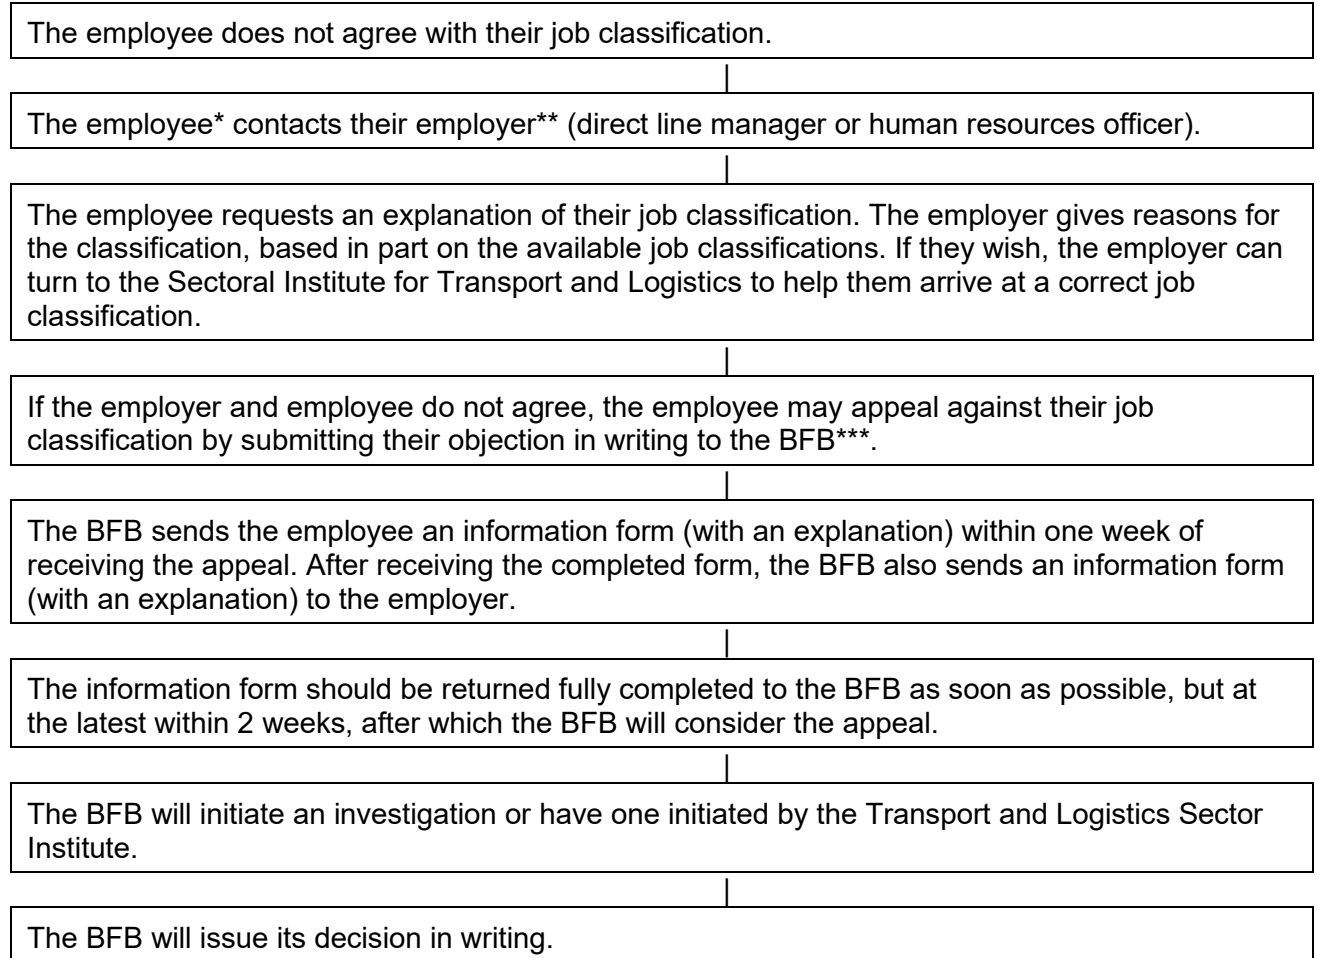 The employee does not agree with their job classification.
The employee* contacts their employer** (direct line manager or human resources officer).
The employee requests an explanation of their job classification. The employer gives reasons for
the classification, based in part on the available job classifications. If they wish, the employer can
turn to the Sectoral Institute for Transport and Logistics to help them arrive at a correct job
classification.
If the employer and employee do not agree, the employee may appeal against their job
classification by submitting their objection in writing to the BFB***.
The BFB sends the employee an information form (with an explanation) within one week of
receiving the appeal. After receiving the completed form, the BFB also sends an information form
(with an explanation) to the employer.
The information form should be returned fully completed to the BFB as soon as possible, but at
the latest within 2 weeks, after which the BFB will consider the appeal.
The BFB will initiate an investigation or have one initiated by the Transport and Logistics Sector
Institute.
The BFB will issue its decision in writing.